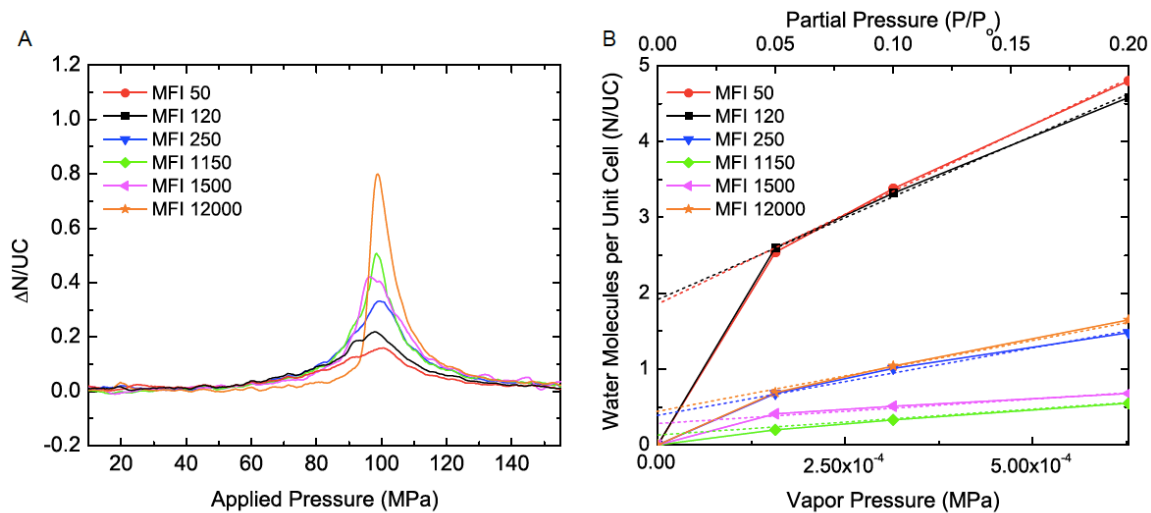 A
ΔN/UC
1.2
1.0
0.8
0.6
0.4
0.2
0.0
-0.2
MFI 50
MFI 120
MFI 250
MFI 1150
MFI 1500
MFI 12000
20 40 60 80 100 120 140
Applied Pressure (MPa)
B
Partial Pressure (P/Po)
0.00 0.05 0.10 0.15 0.20
Water Molecules per Unit Cell (N/UC)
5
4
3
2
1
0
MFI 50
MFI 120
MFI 250
MFI 1150
MFI 1500
MFI 12000
0.00 2.50x10⁻⁴ 5.00x10⁻⁴
Vapor Pressure (MPa)